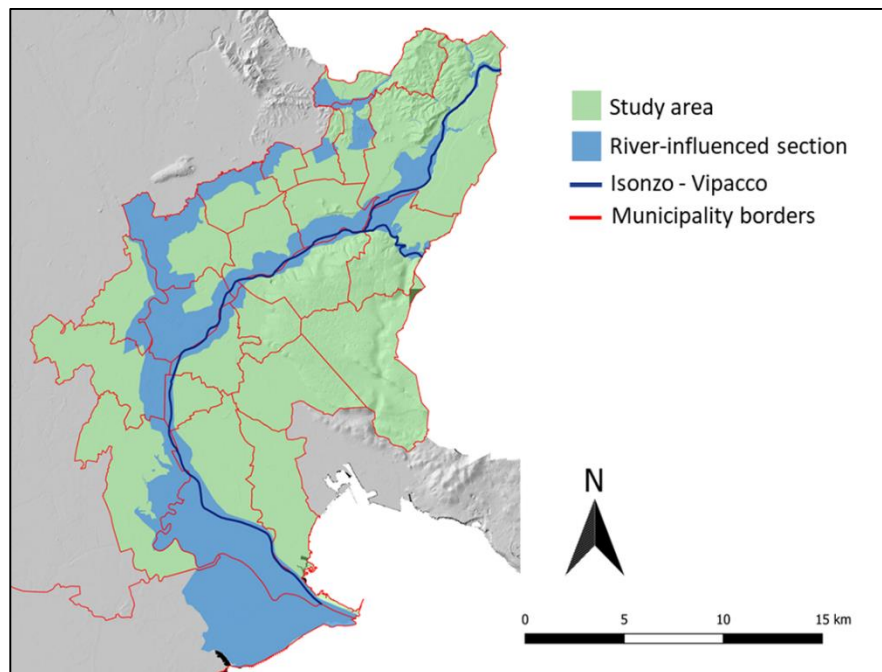 Study area
River-influenced section
Isonzo - Vipacco
Municipality borders
N
0 5 10 15 km